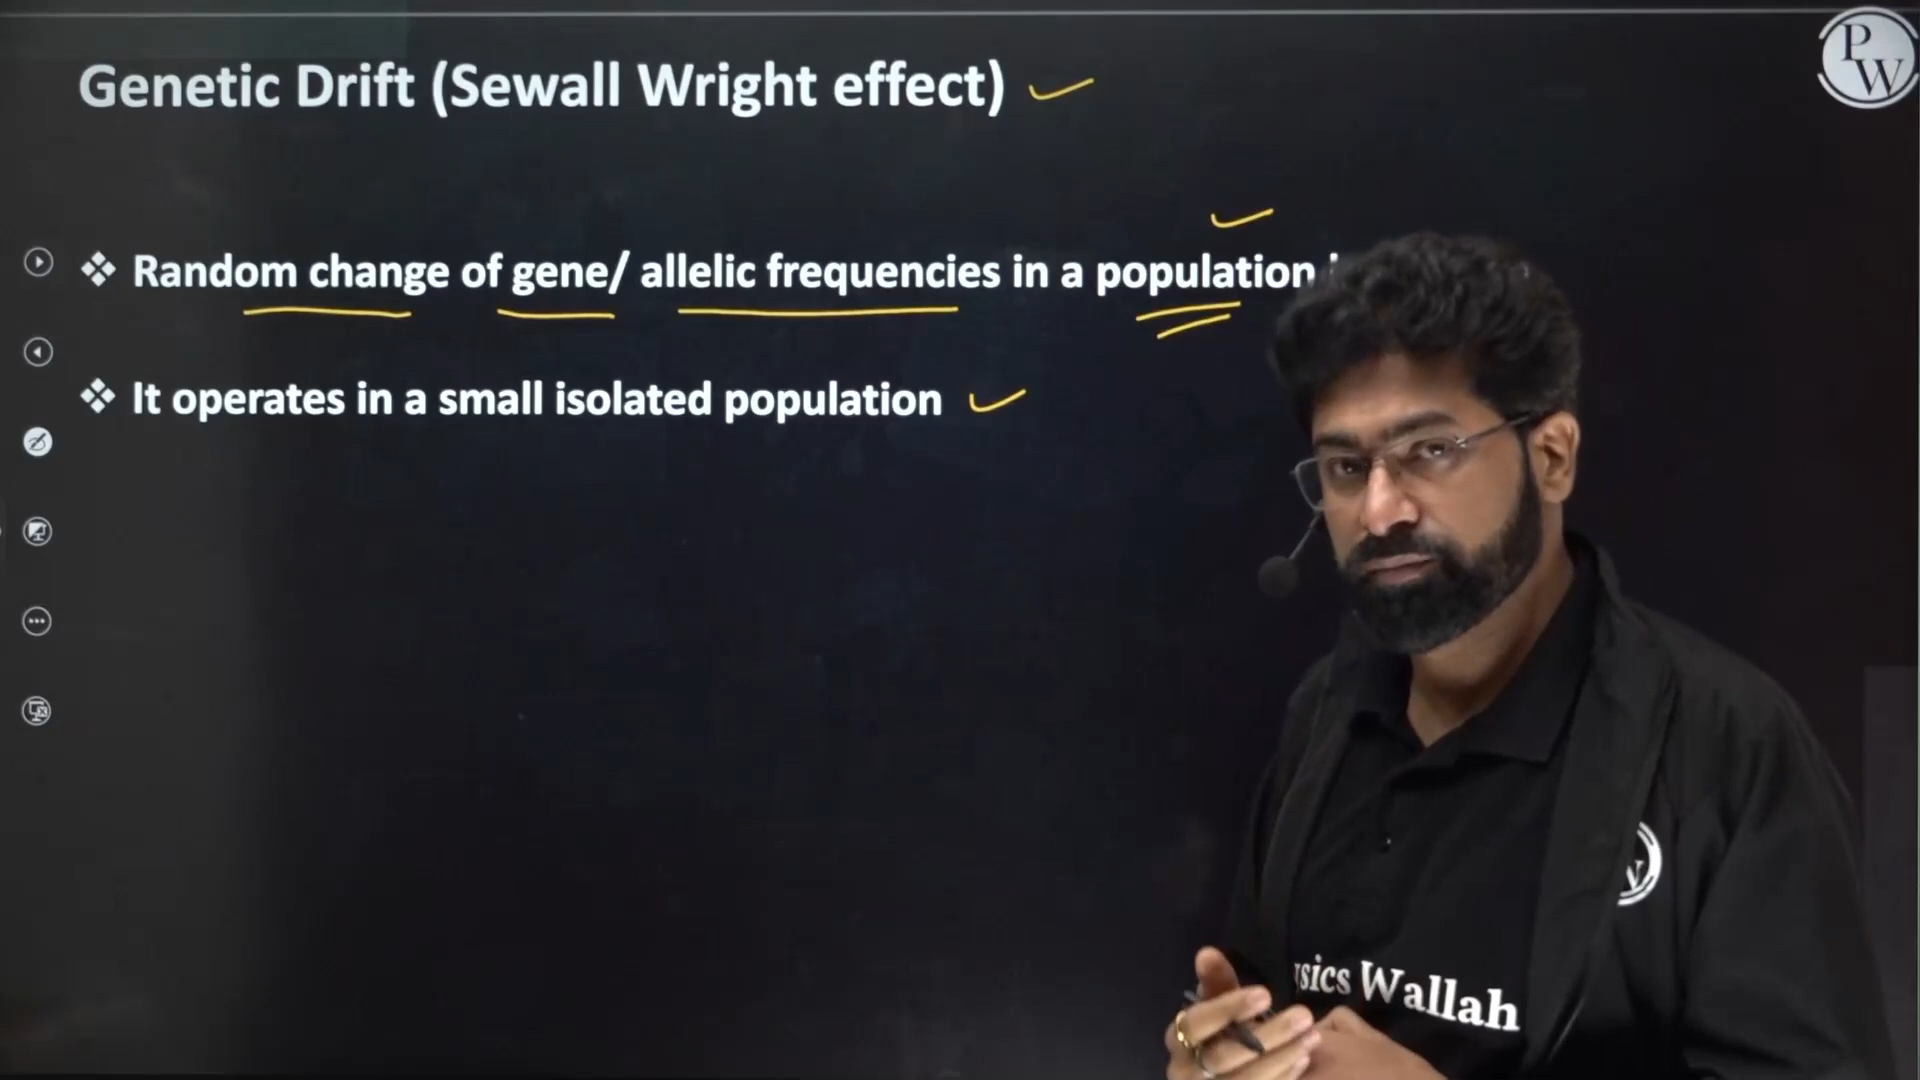 PW
Genetic Drift (Sewall Wright effect)
❖ Random change of gene/ allelic frequencies in a population
❖ It operates in a small isolated population
Wallah